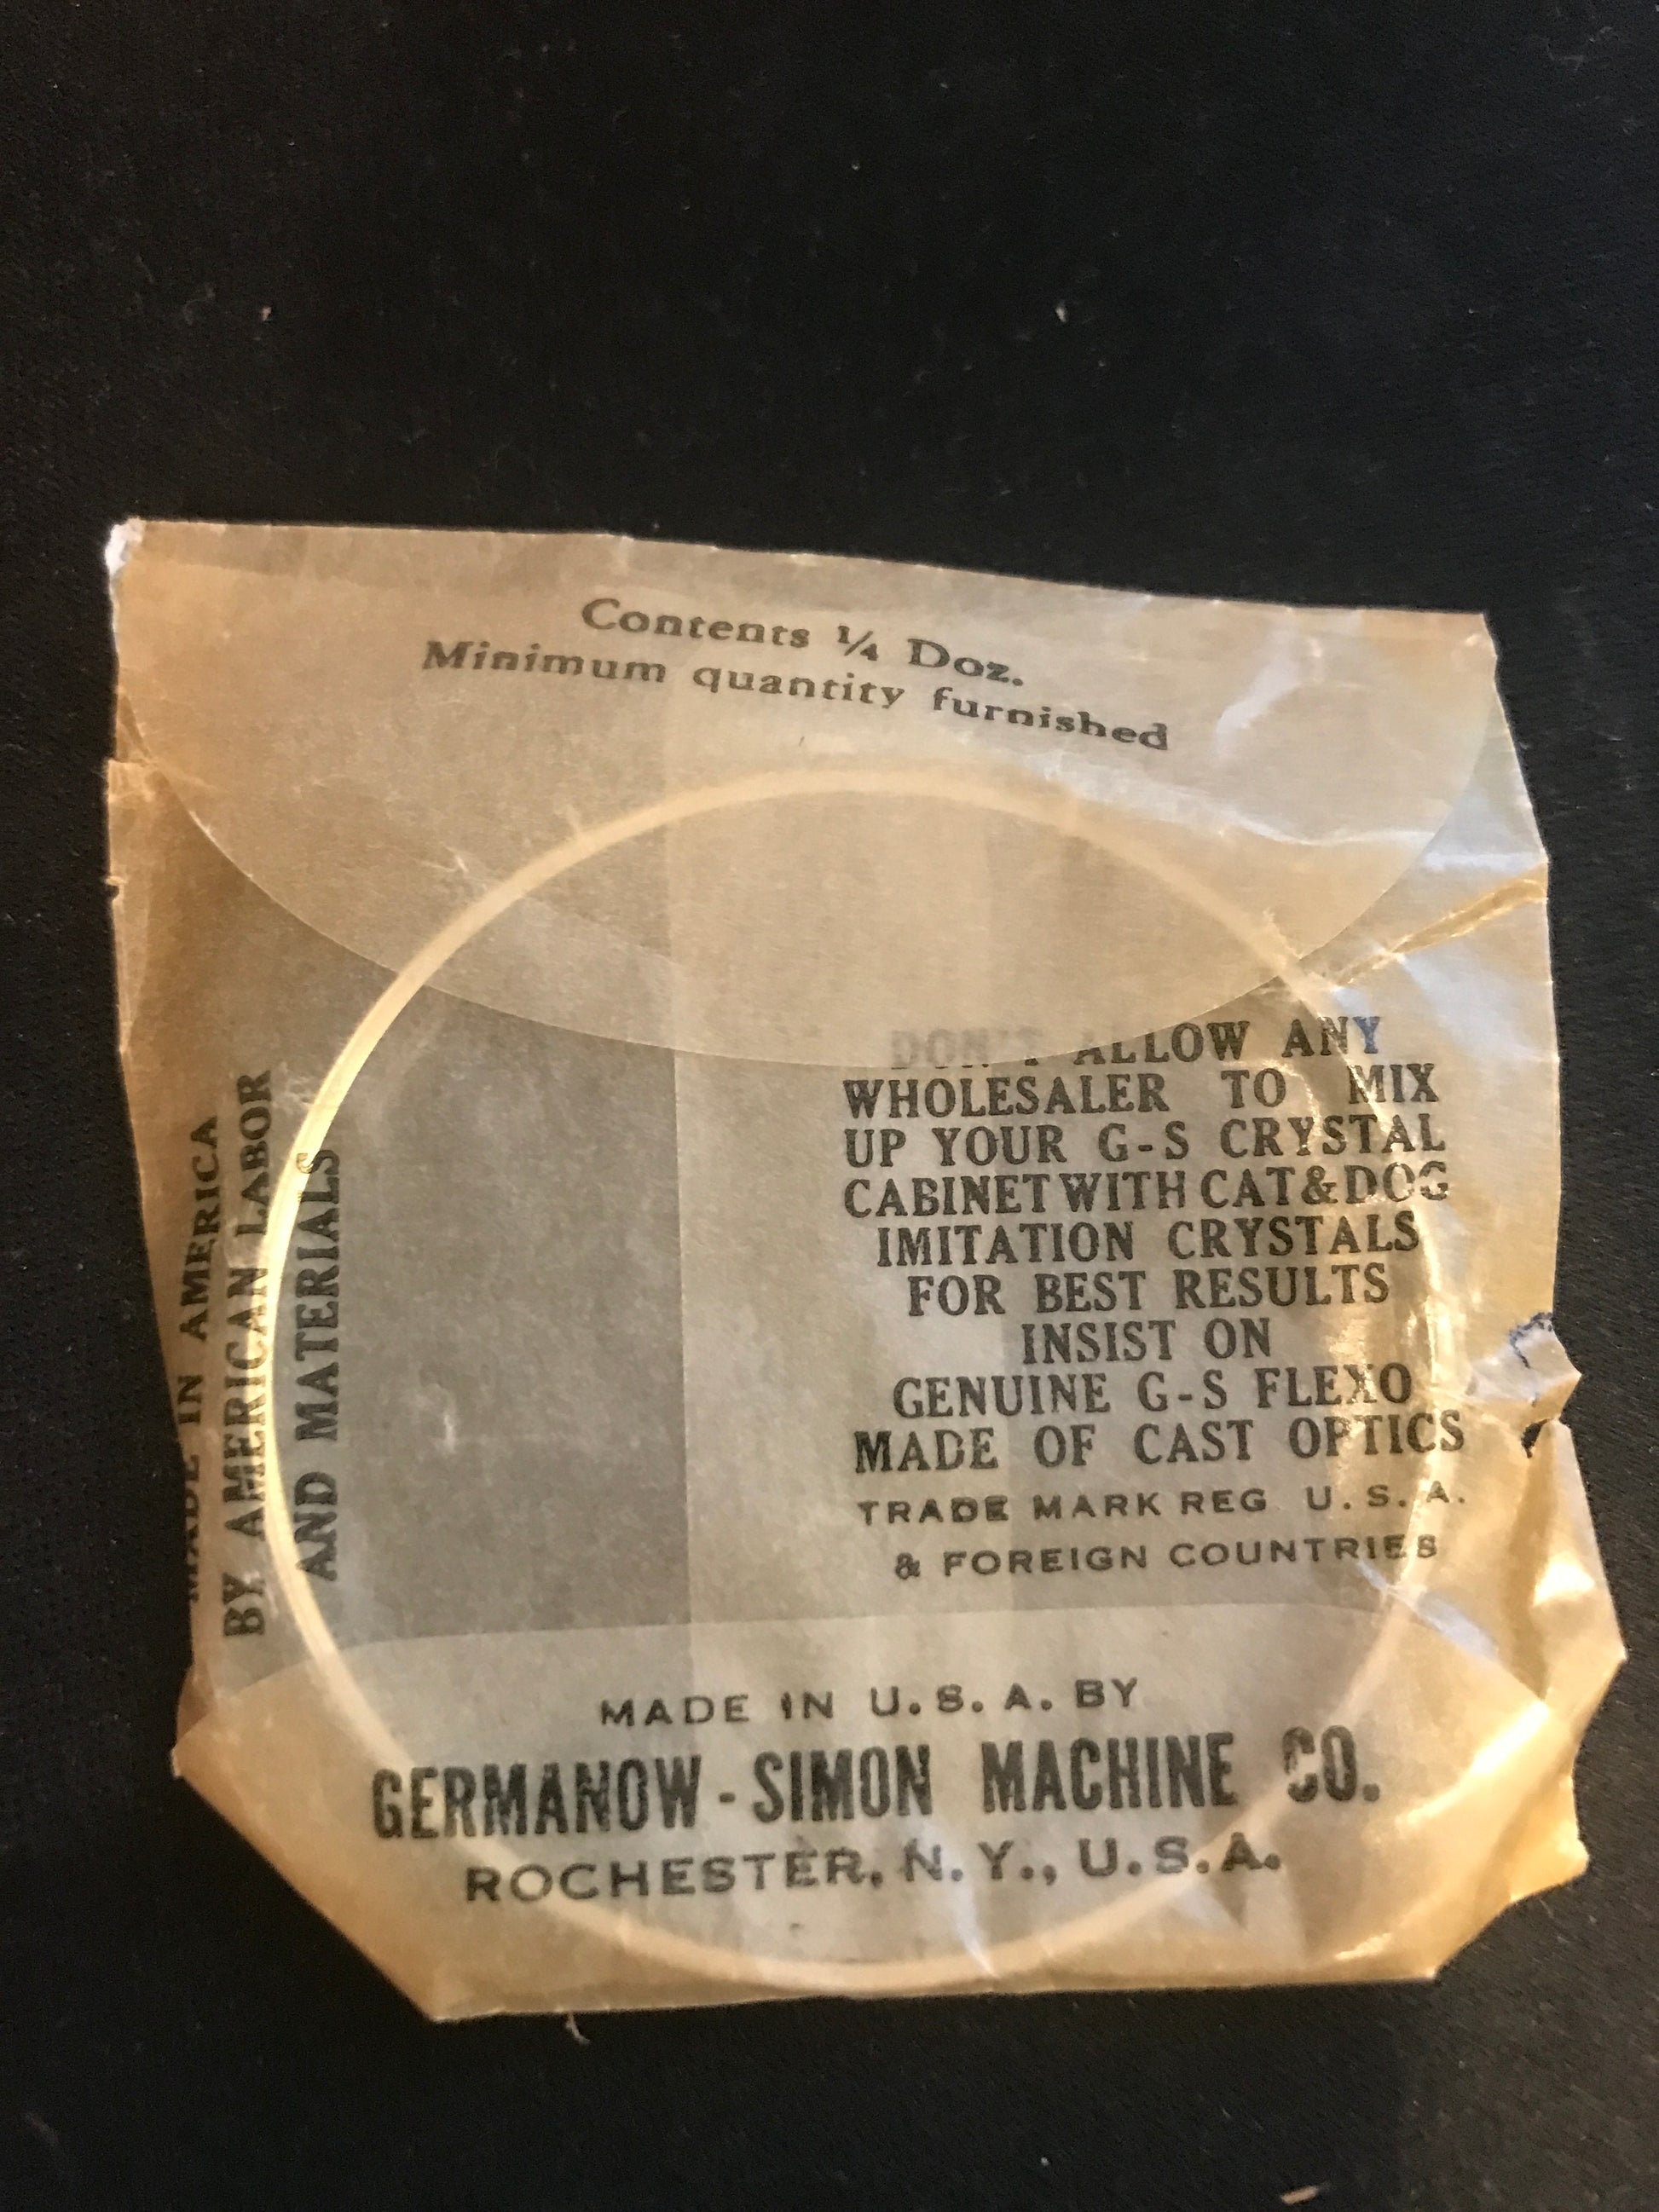 Contents ¼ Doz.
Minimum quantity furnished
DON'T ALLOW ANY
WHOLESALER TO MIX
UP YOUR G-S CRYSTAL
CABINET WITH CAT & DOG
IMITATION CRYSTALS
FOR BEST RESULTS
INSIST ON
GENUINE G-S FLEXO
MADE OF CAST OPTICS
TRADE MARK REG. U.S.A.
& FOREIGN COUNTRIES
MADE IN AMERICA
BY AMERICAN LABOR
AND MATERIALS
MADE IN U.S.A. BY
GERMANOW-SIMON MACHINE CO.
ROCHESTER, N.Y., U.S.A.